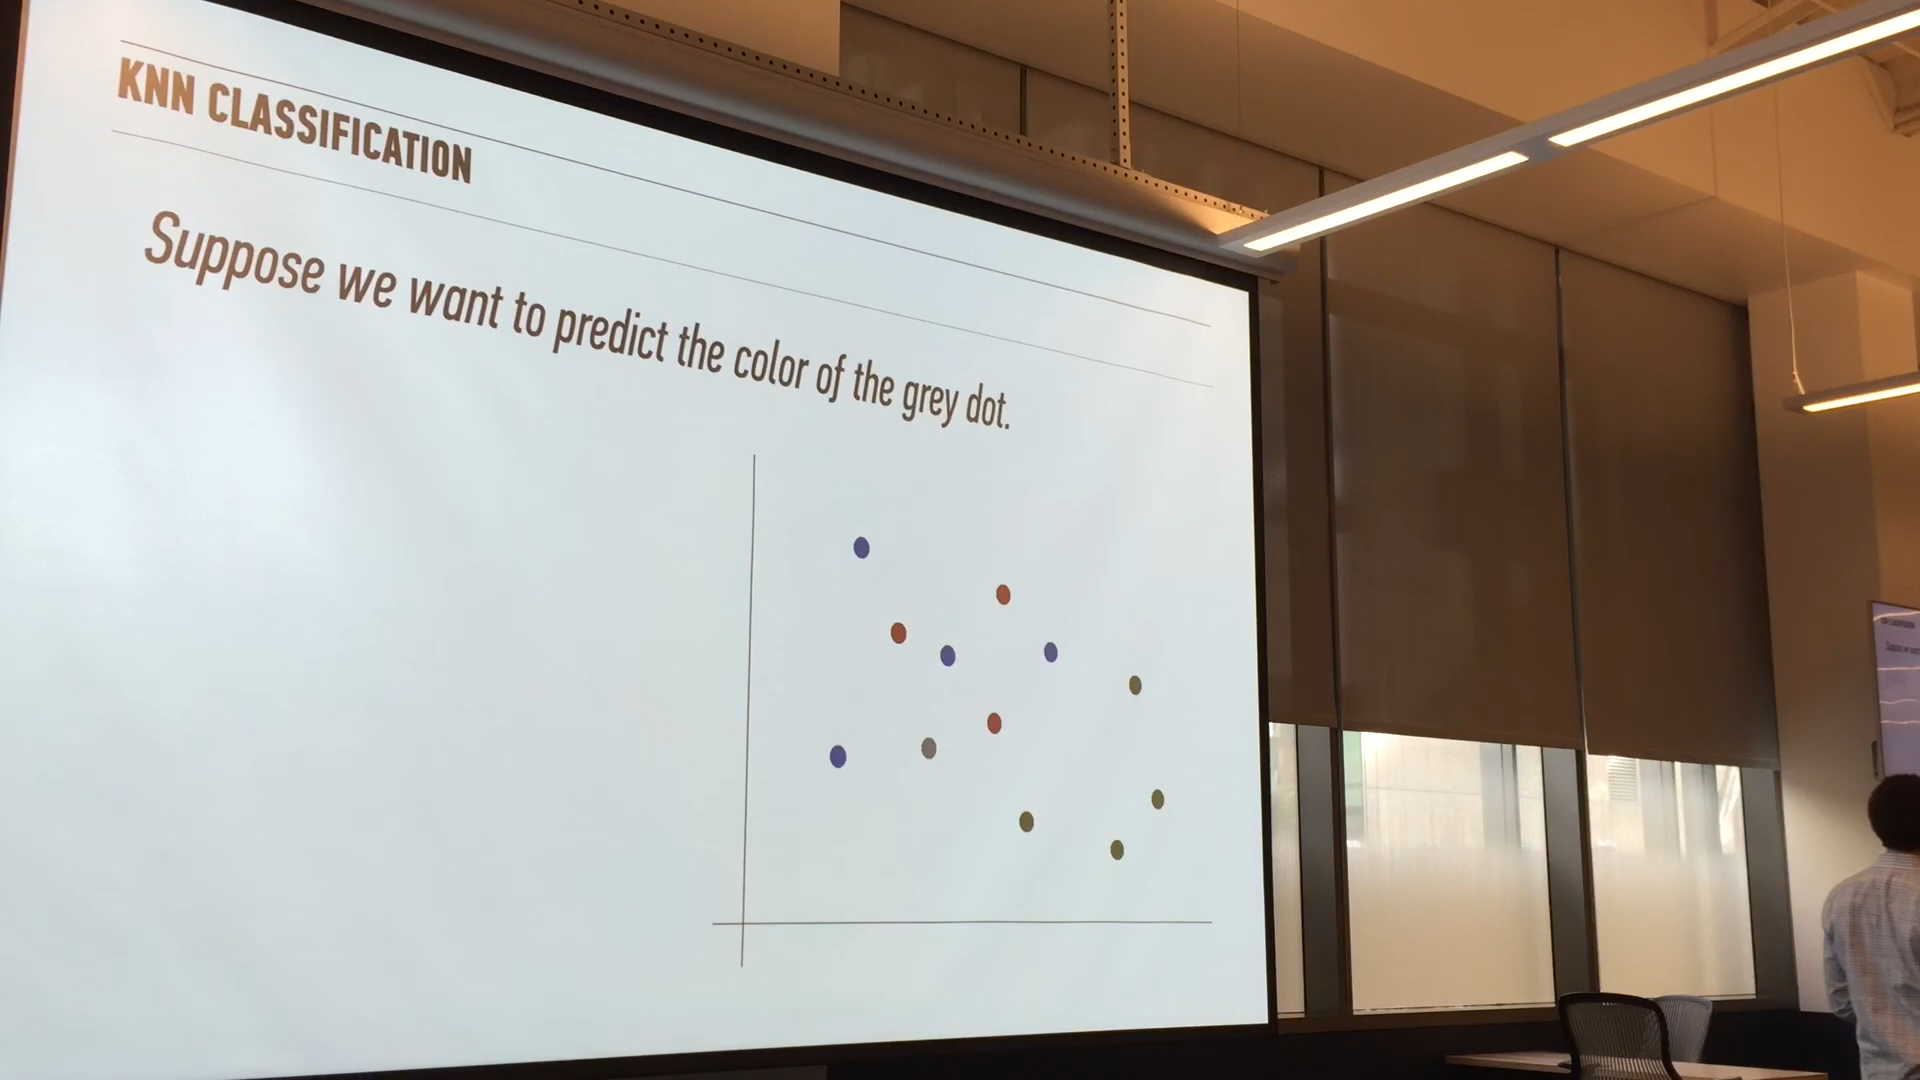 KNN CLASSIFICATION
Suppose we want to predict the color of the grey dot.